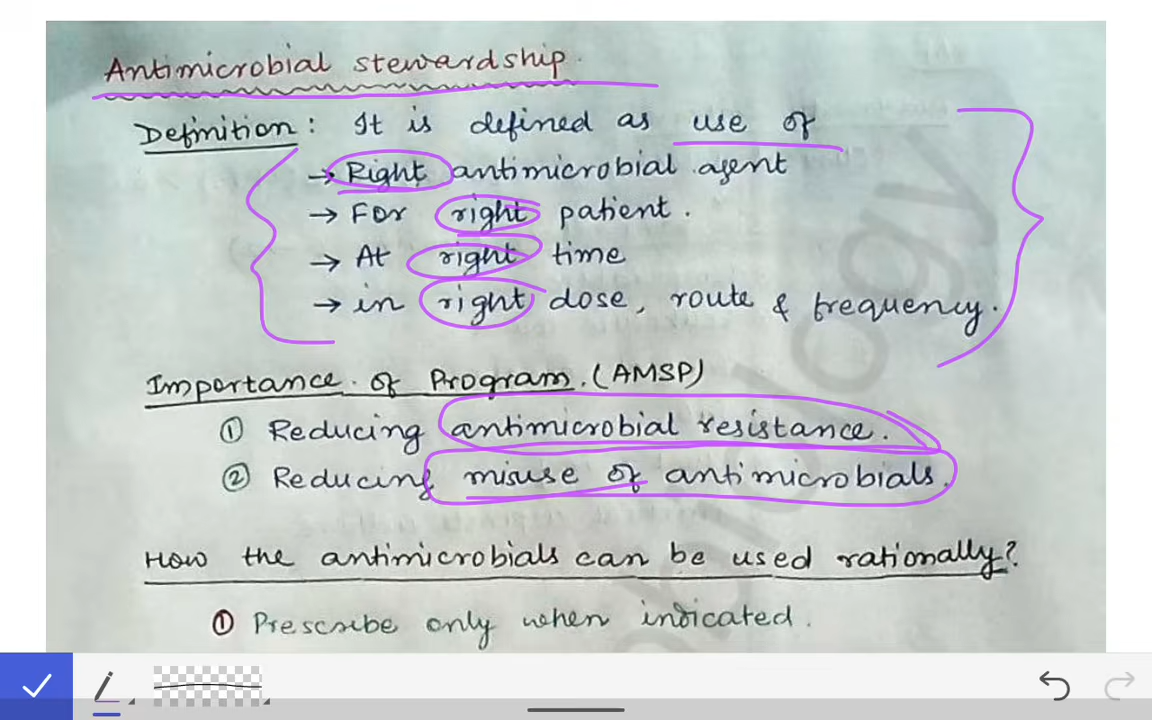 Antimicrobial stewardship.
Definition: It is defined as use of
→ Right antimicrobial agent
→ For right patient.
→ At right time
→ in right dose, route & frequency.
Importance of Program. (AMSP)
① Reducing antimicrobial resistance.
② Reducing misuse of antimicrobials.
How the antimicrobials can be used rationally?
① Prescribe only when indicated.